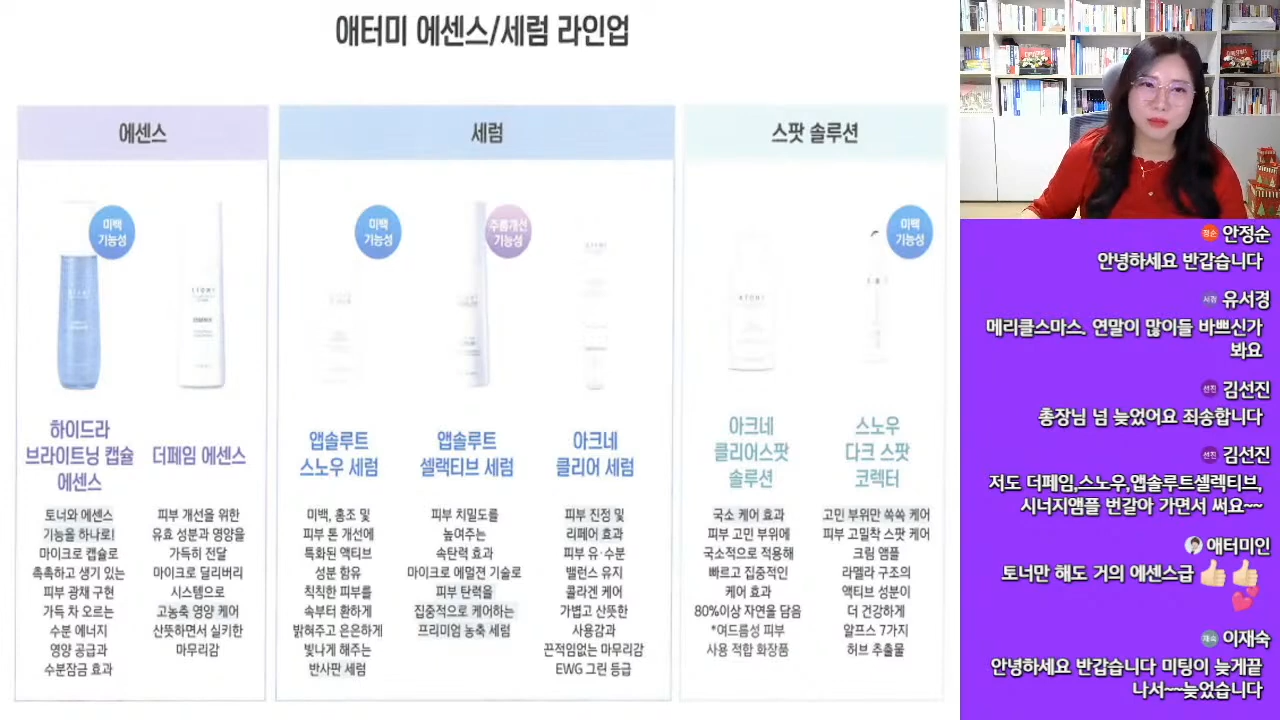 애터미 에센스/세럼 라인업
에센스
미백
기능성
하이드라
브라이트닝 캡슐
에센스
토너와 에센스
기능을 하나로!
마이크로 캡슐로
촉촉하고 생기 있는
피부 광채 구현
가득 차 오르는
수분 에너지
영양 공급과
수분잠금 효과
더페임 에센스
피부 개선을 위한
유효 성분과 영양을
가득히 전달
마이크로 딜리버리
시스템으로
고농축 영양 케어
산뜻하면서 실키한
마무리감
세럼
미백
기능성
앱솔루트
스노우 세럼
미백, 홍조 및
피부 톤 개선에
특화된 액티브
성분 함유
칙칙한 피부를
속부터 환하게
밝혀주고 은은하게
빛나게 해주는
반사판 세럼
주름개선
기능성
앱솔루트
셀랙티브 세럼
피부 치밀도를
높여주는
속탄력 효과
마이크로 에멀젼 기술로
피부 탄력을
집중적으로 케어하는
프리미엄 농축 세럼
아크네
클리어 세럼
피부 진정 및
리페어 효과
피부 유·수분
밸런스 유지
콜라겐 케어
가볍고 산뜻한
사용감과
끈적임없는 마무리감
EWG 그린 등급
스팟 솔루션
아크네
클리어스팟
솔루션
국소 케어 효과
피부 고민 부위에
국소적으로 적용해
빠르고 집중적인
케어 효과
80%이상 자연을 담음
*여드름성 피부
사용 적합 화장품
미백
기능성
스노우
다크 스팟
코렉터
고민 부위만 쏙쏙 케어
피부 고밀착 스팟 케어
크림 앰플
라멜라 구조의
액티브 성분이
더 건강하게
알프스 7가지
허브 추출물
정순 안정순
안녕하세요 반갑습니다
서경 유서경
메리클스마스. 연말이 많이들 바쁘신가
봐요
선진 김선진
총장님 넘 늦었어요 죄송합니다
선진 김선진
저도 더페임,스노우,앱솔루트셀렉티브,
시너지앰플 번갈아 가면서 써요~~
애터미인
토너만 해도 거의 에센스급 👍👍
💕
재숙 이재숙
안녕하세요 반갑습니다 미팅이 늦게끝
나서~~늦었습니다